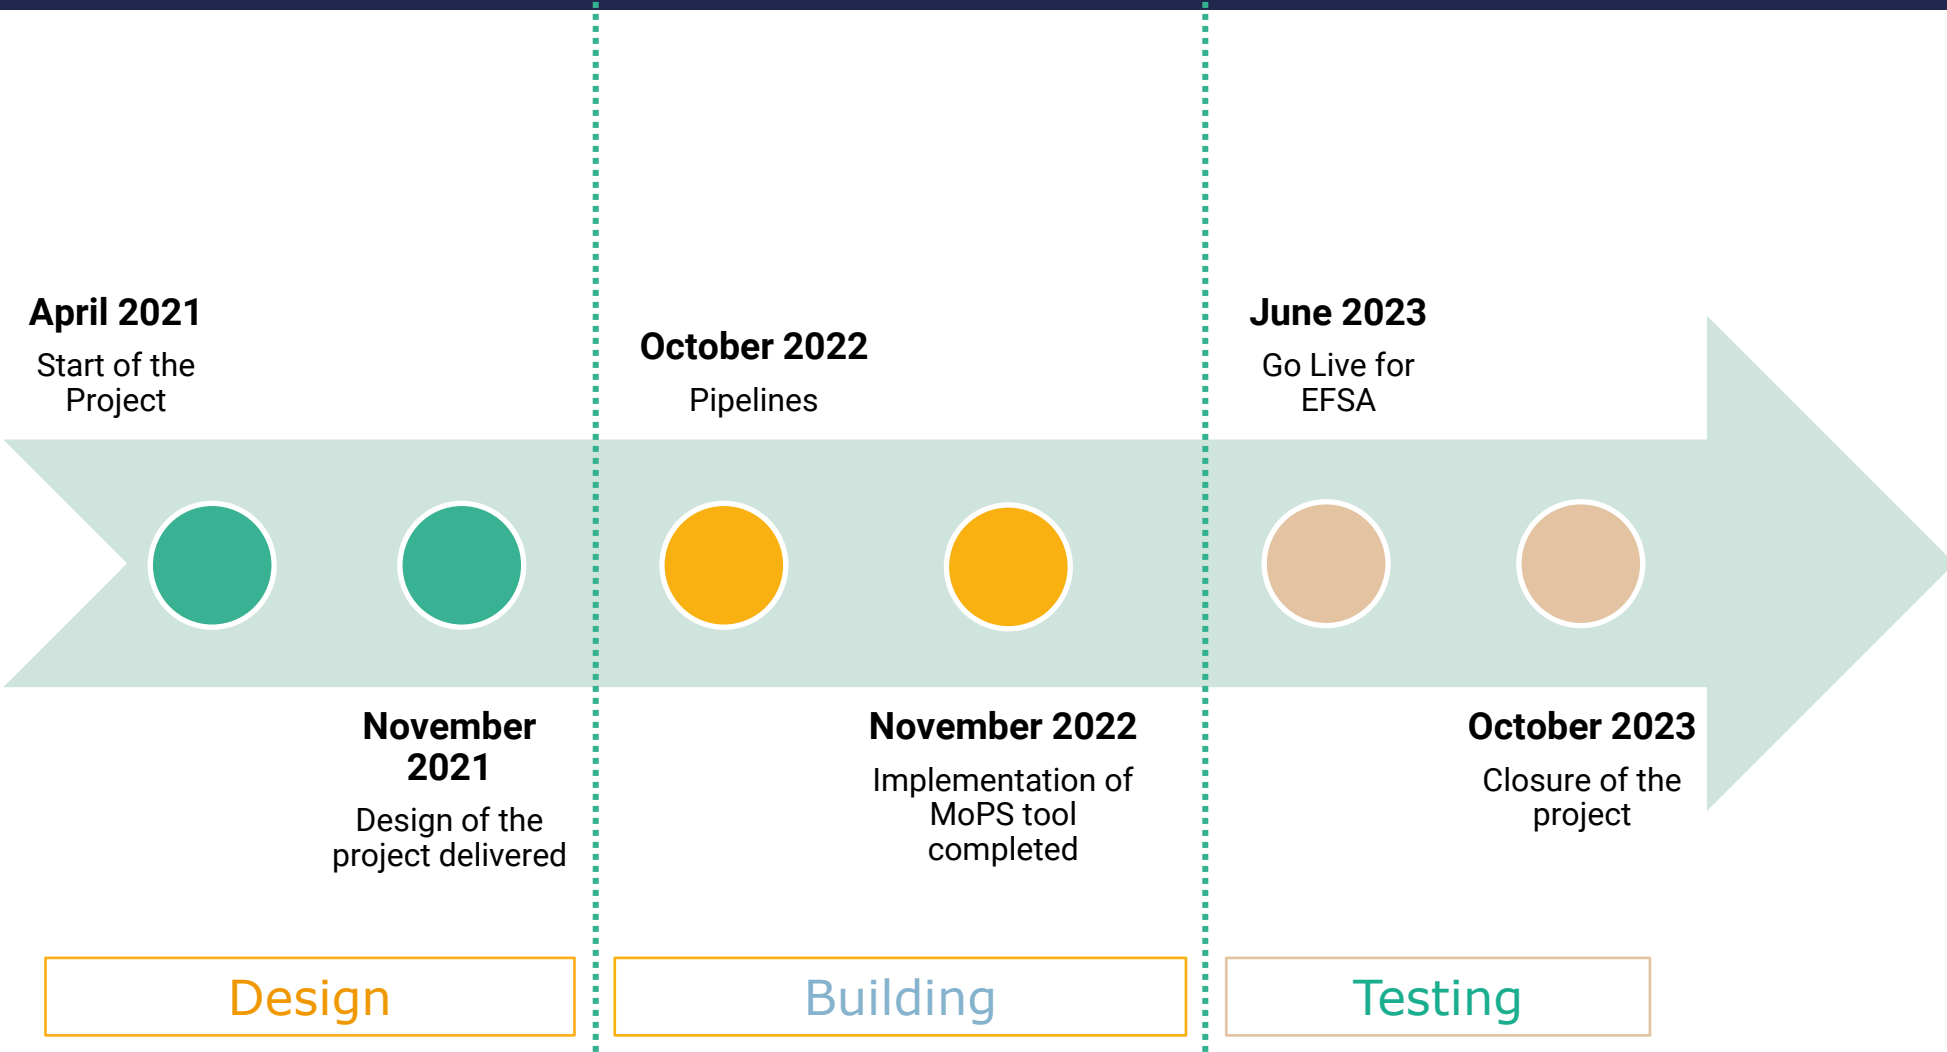 April 2021
Start of the
Project
November
2021
Design of the
project delivered
October 2022
Pipelines
November 2022
Implementation of
MoPS tool
completed
June 2023
Go Live for
EFSA
October 2023
Closure of the
project
Design
Building
Testing